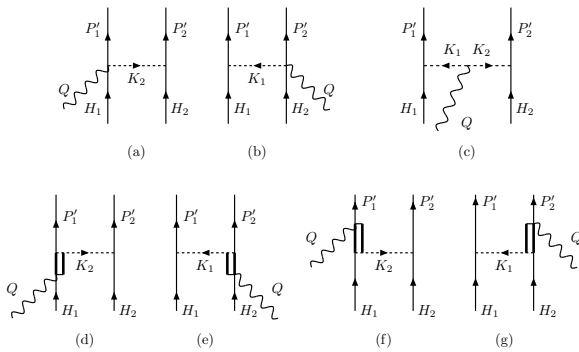 P′₁ P′₂ P′₁ P′₂ P′₁ P′₂
K₁ K₂
K₂ K₁
Q Q
H₁ H₂ H₁ H₂ H₁ Q H₂
(a) (b) (c)
P′₁ P′₂ P′₁ P′₂ P′₁ P′₂ P′₁ P′₂
Q Q
K₂ K₁ K₂ K₁
Q Q
H₁ H₂ H₁ H₂ H₁ H₂ H₁ H₂
(d) (e) (f) (g)